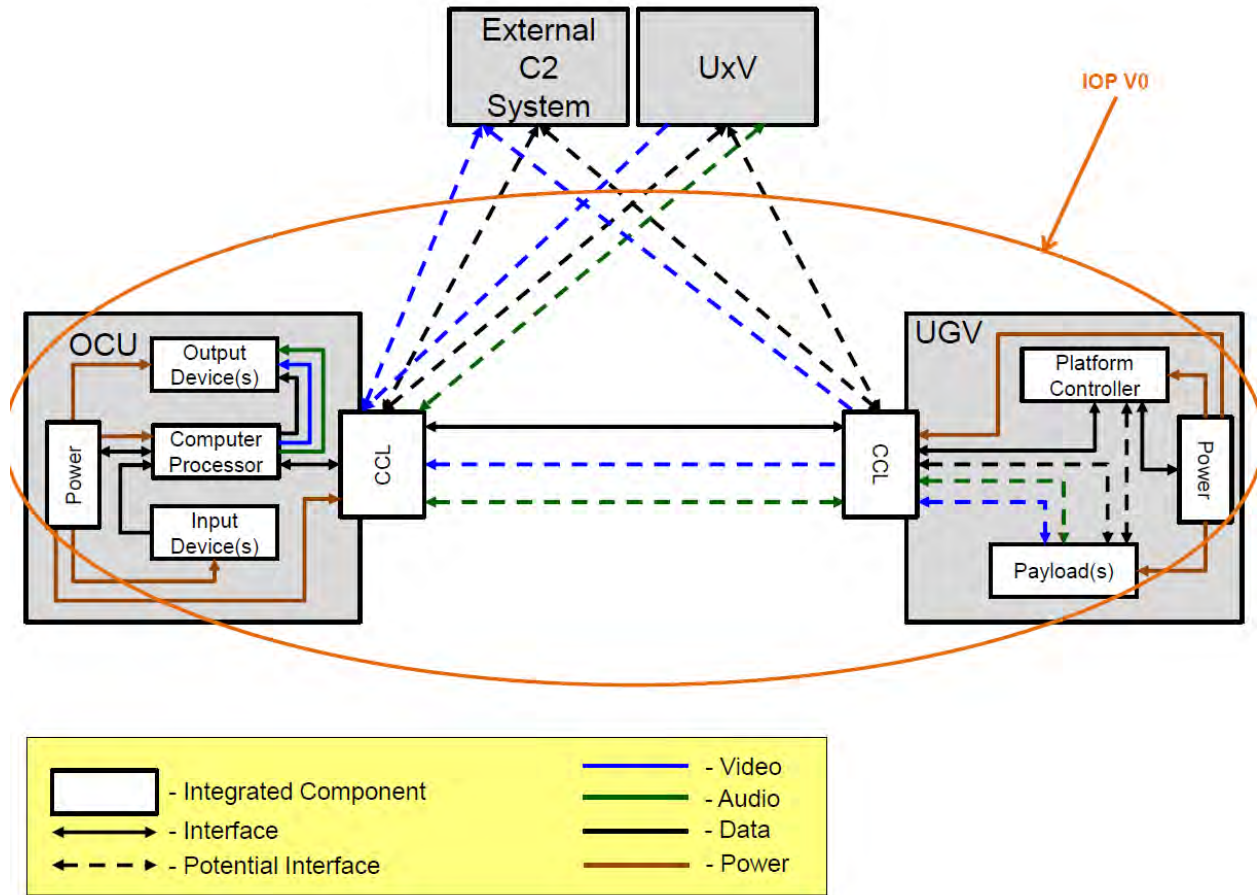 External
C2
System
UxV
IOP V0
OCU
Output
Device(s)
Computer
Processor
Input
Device(s)
Power
CCL
CCL
UGV
Platform
Controller
Power
Payload(s)
- Integrated Component
- Interface
- Potential Interface
- Video
- Audio
- Data
- Power